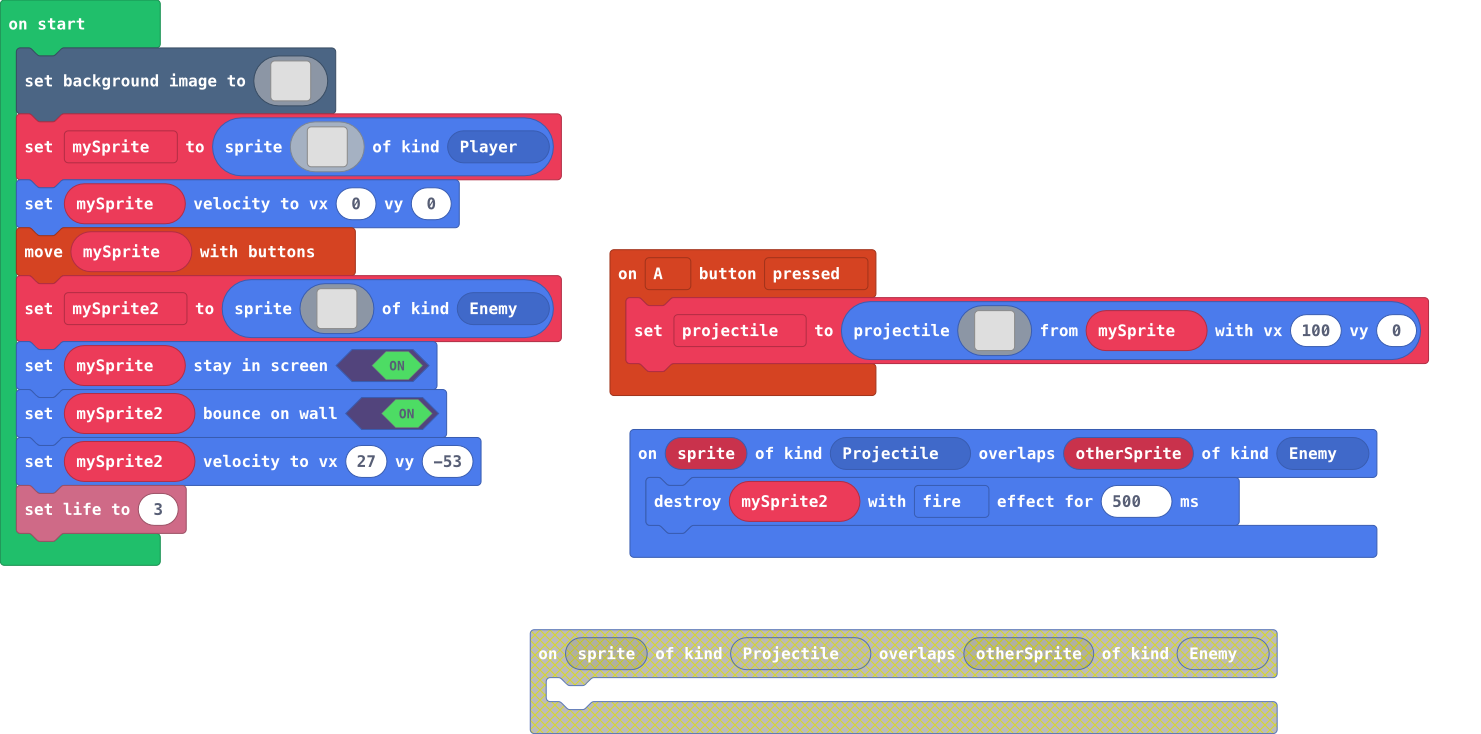 on start
set background image to
set mySprite to sprite of kind Player
set mySprite velocity to vx 0 vy 0
move mySprite with buttons
set mySprite2 to sprite of kind Enemy
set mySprite stay in screen ON
set mySprite2 bounce on wall ON
set mySprite2 velocity to vx 27 vy −53
set life to 3
on A button pressed
set projectile to projectile from mySprite with vx 100 vy 0
on sprite of kind Projectile overlaps otherSprite of kind Enemy
destroy mySprite2 with fire effect for 500 ms
on sprite of kind Projectile overlaps otherSprite of kind Enemy